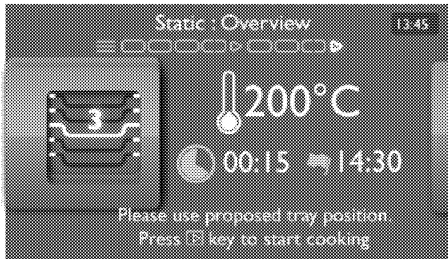 Static : Overview
13:45
3
200°C
00:15 14:30
Please use proposed tray position.
Press key to start cooking